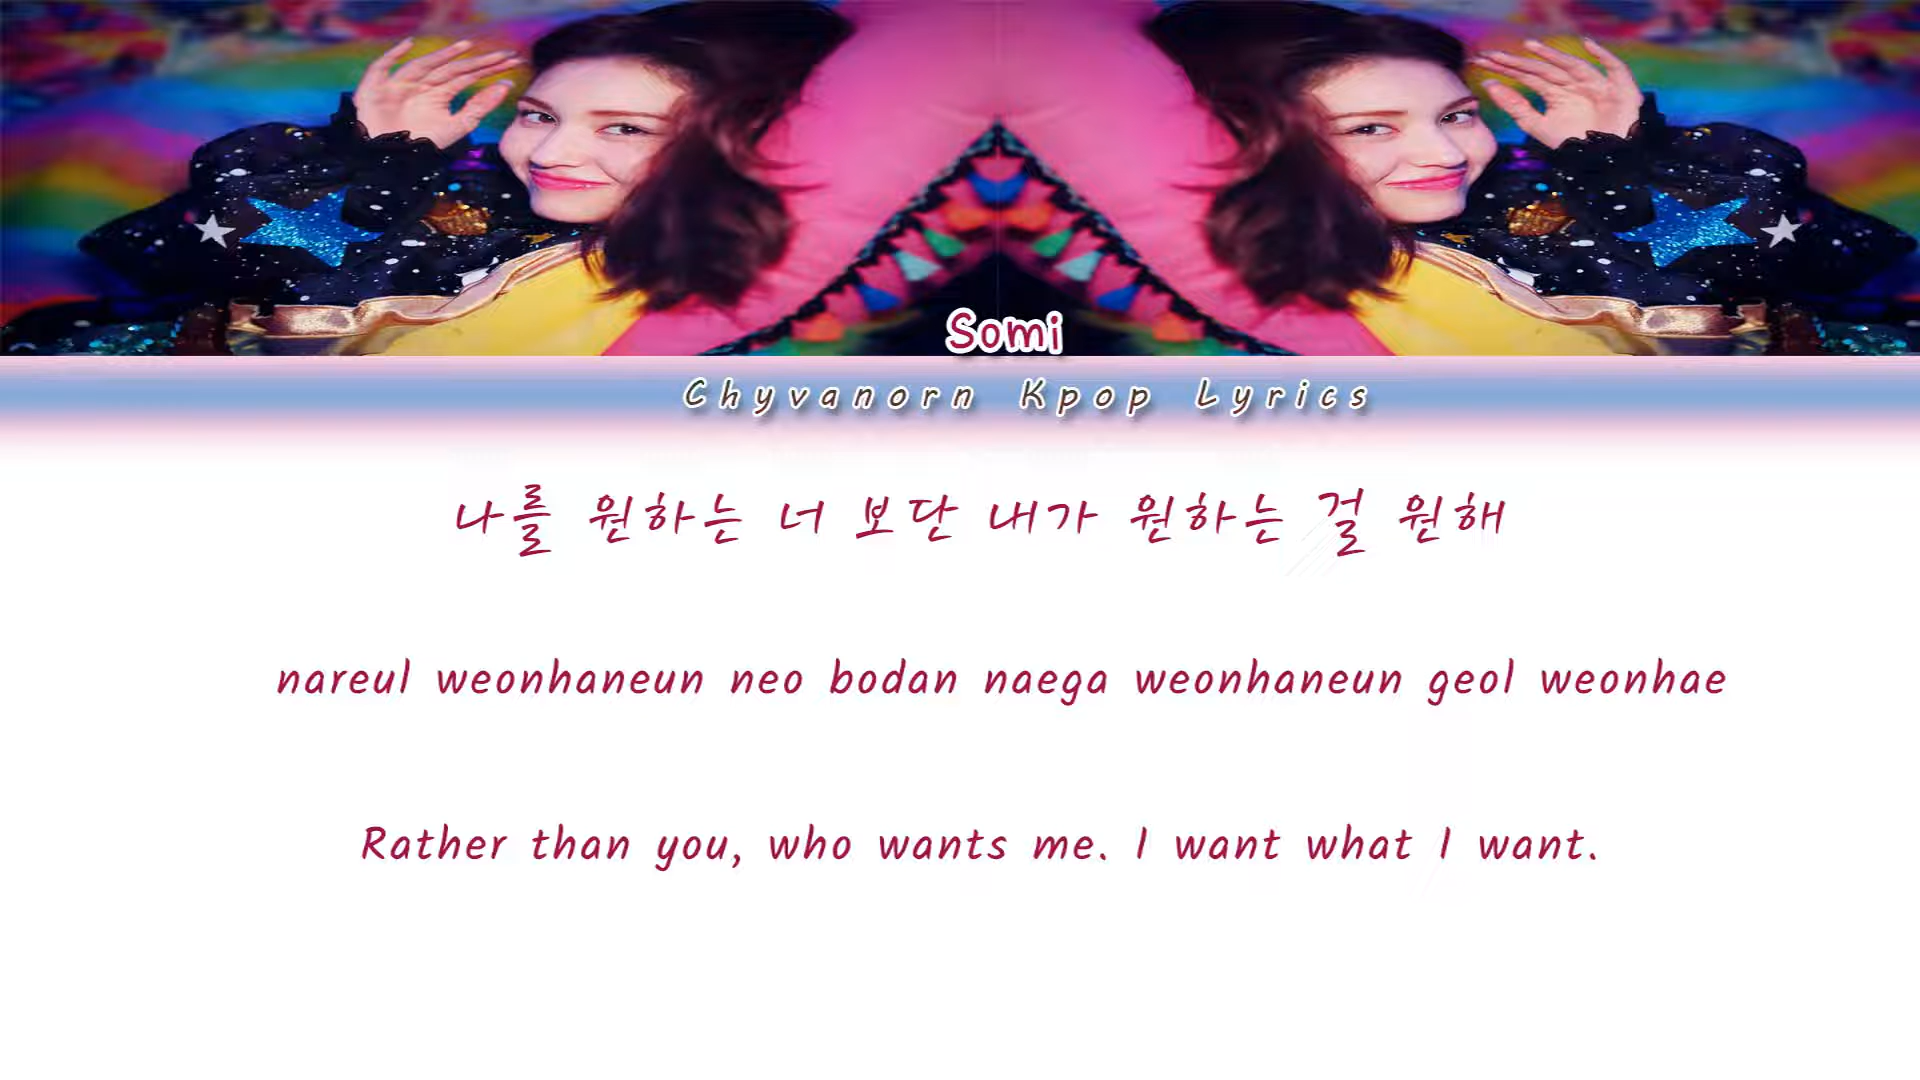 Somi
Chyvanorn Kpop Lyrics
나를 원하는 너 보단 내가 원하는 걸 원해
nareul weonhaneun neo bodan naega weonhaneun geol weonhae
Rather than you, who wants me. I want what I want.